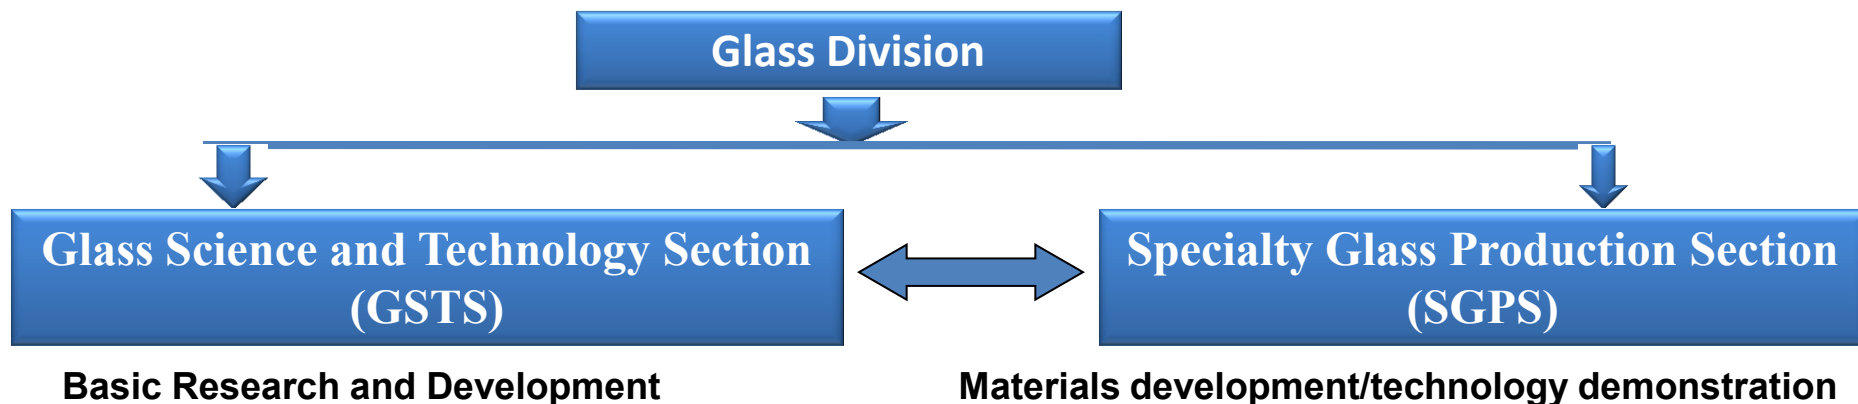 Glass Division
Glass Science and Technology Section
(GSTS)
Specialty Glass Production Section
(SGPS)
Basic Research and Development
Materials development/technology demonstration